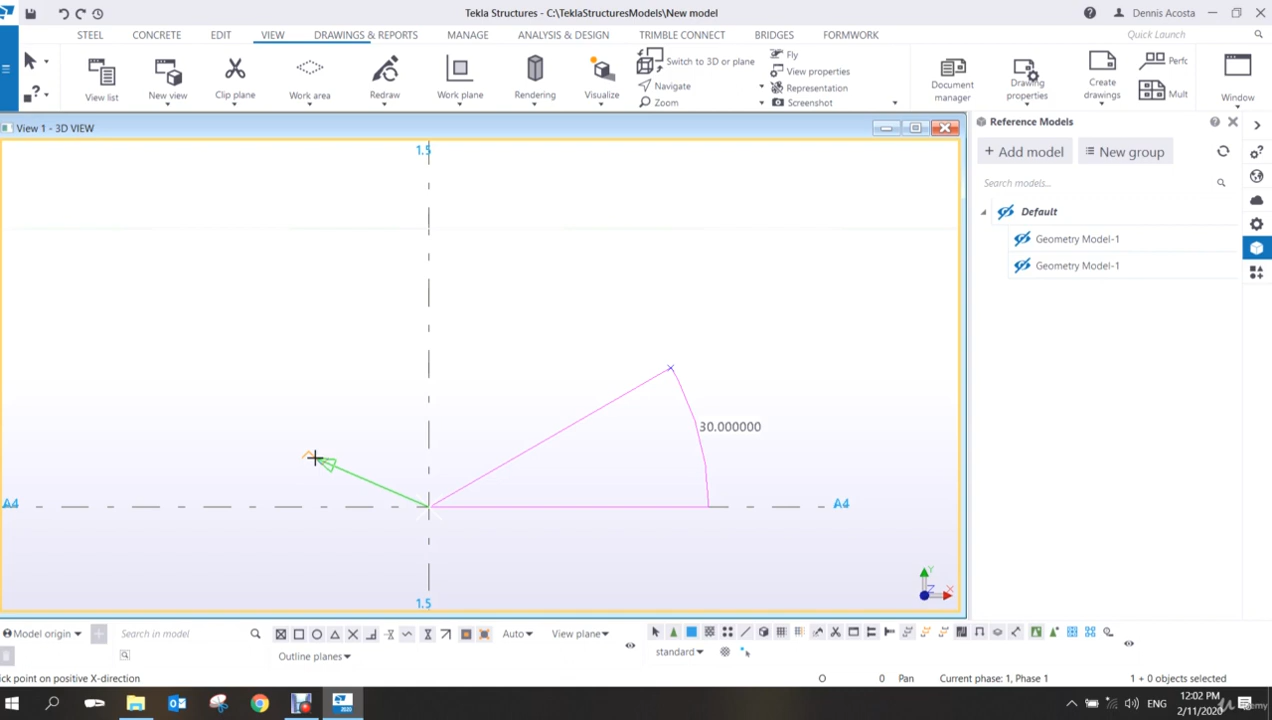 Tekla Structures - C:\TeklaStructuresModels\New model
Dennis Acosta
STEEL CONCRETE EDIT VIEW DRAWINGS & REPORTS MANAGE ANALYSIS & DESIGN TRIMBLE CONNECT BRIDGES FORMWORK
Quick Launch
View list
New view
Clip plane
Work area
Redraw
Work plane
Rendering
Visualize
Switch to 3D or plane
Navigate
Zoom
Fly
View properties
Representation
Screenshot
Document
manager
Drawing
properties
Create
drawings
Perfc
Mult
Window
View 1 - 3D VIEW
Reference Models
+ Add model
New group
Search models...
Default
Geometry Model-1
Geometry Model-1
1.5
30.000000
A4
A4
1.5
Y
Z
X
Model origin
Search in model
Auto
View plane
Outline planes
standard
ick point on positive X-direction
O 0 Pan
Current phase: 1, Phase 1
1 + 0 objects selected
2020
ENG
12:02 PM
2/11/2020